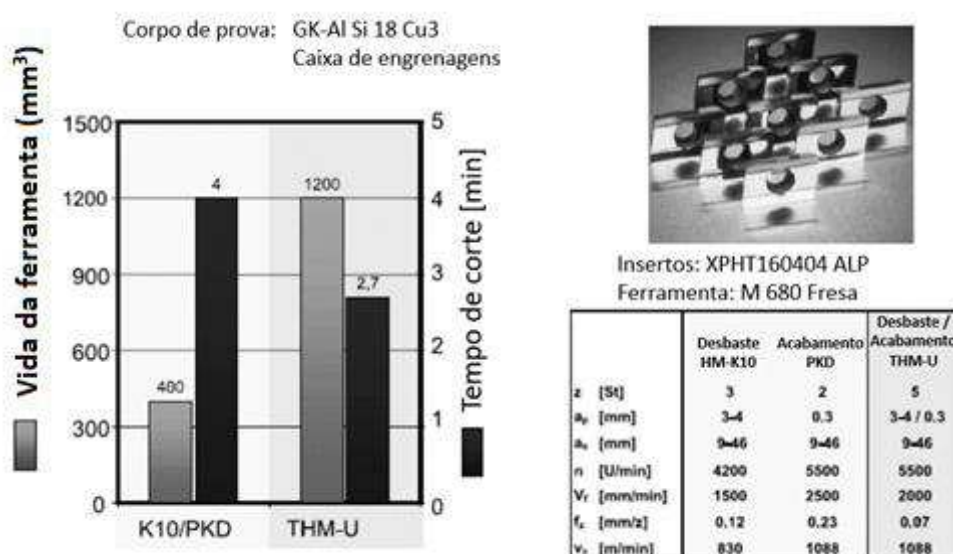 Corpo de prova: GK-Al Si 18 Cu3
Caixa de engrenagens
Vida da ferramenta (mm³)
1500
1200
900
600
300
0
400
4
1200
2,7
5
4
3
2
1
0
Tempo de corte [min]
K10/PKD THM-U
Insertos: XPHT160404 ALP
Ferramenta: M 680 Fresa
Desbaste HM-K10
Acabamento PKD
Desbaste / Acabamento THM-U
z [St] 3 2 5
aₚ [mm] 3-4 0.3 3-4 / 0.3
aₑ [mm] 9-46 9-46 9-46
n [U/min] 4200 5500 5500
V_f [mm/min] 1500 2500 2000
f_z [mm/z] 0.12 0.23 0.07
v_c [m/min] 830 1088 1088